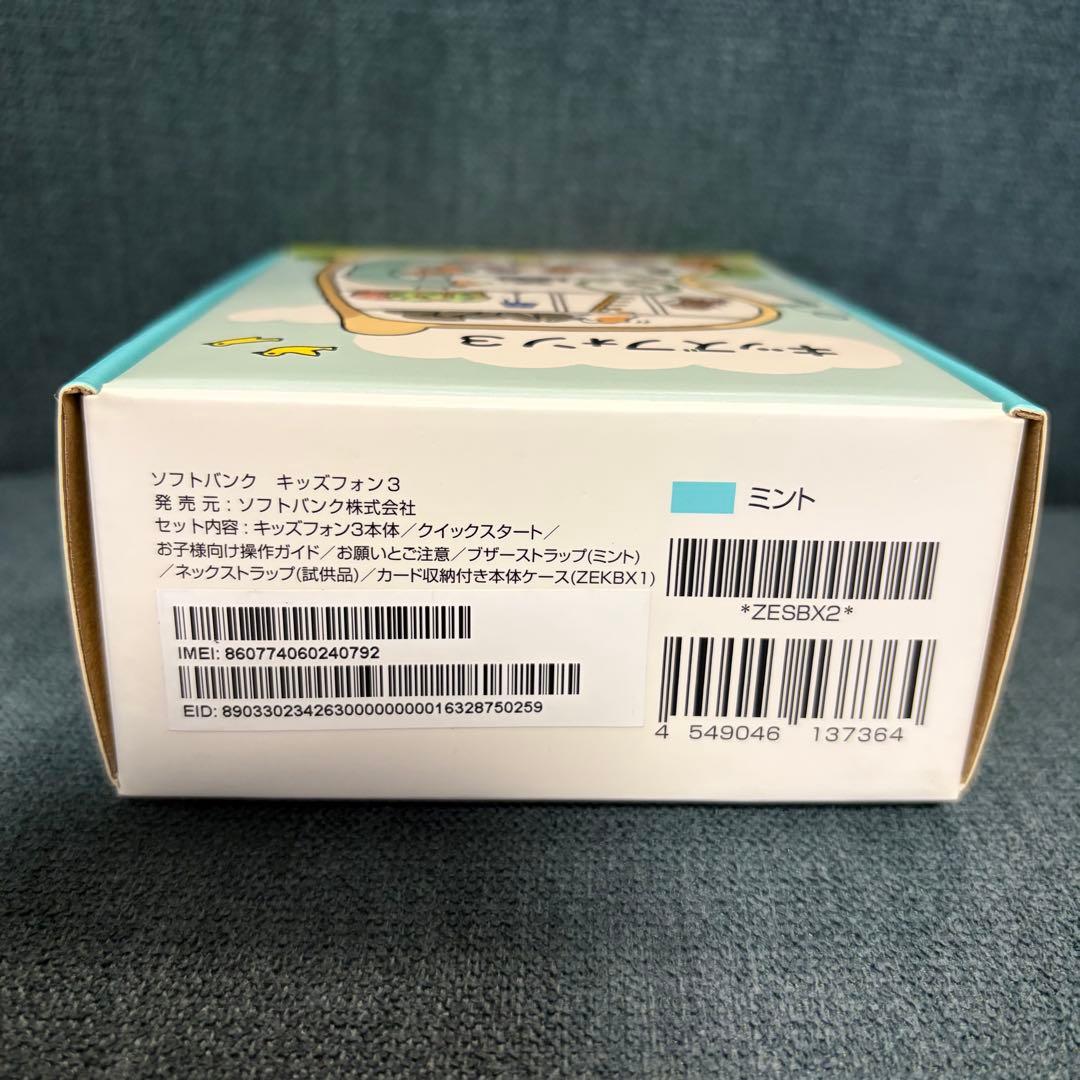 キッズフォン3
ソフトバンク　キッズフォン３
発 売 元 : ソフトバンク株式会社
セット内容 : キッズフォン3本体／クイックスタート／
お子様向け操作ガイド／お願いとご注意／ブザーストラップ(ミント)
／ネックストラップ(試供品)／カード収納付き本体ケース(ZEKBX1)
IMEI: 860774060240792
EID: 89033023426300000000016328750259
ミント
*ZESBX2*
4 549046 137364